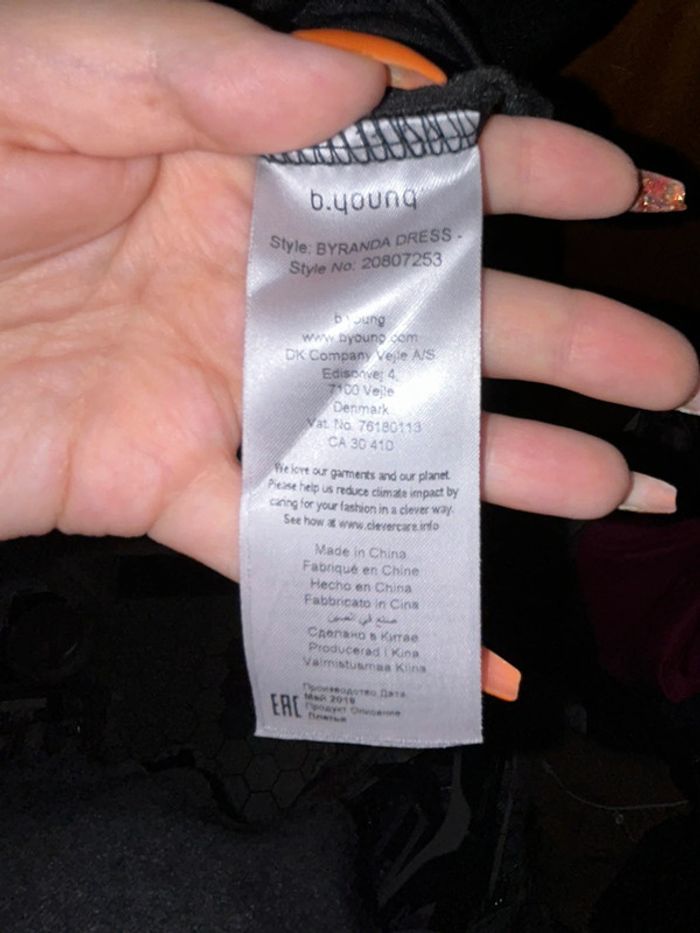 b.young
Style: BYRANDA DRESS -
Style No: 20807253
b.young
www.byoung.com
DK Company Vejle A/S
Edisonvej 4,
7100 Vejle
Denmark
Vat. No. 76180113
CA 30 410
We love our garments and our planet.
Please help us reduce climate impact by
caring for your fashion in a clever way.
See how at www.clevercare.info
Made in China
Fabriqué en Chine
Hecho en China
Fabbricato in Cina
صنع في الصين
Сделано в Китае
Producerad i Kina
Valmistusmaa Kiina
EAC
Производство Дата
Май 2019
Продукт Описание
Платья